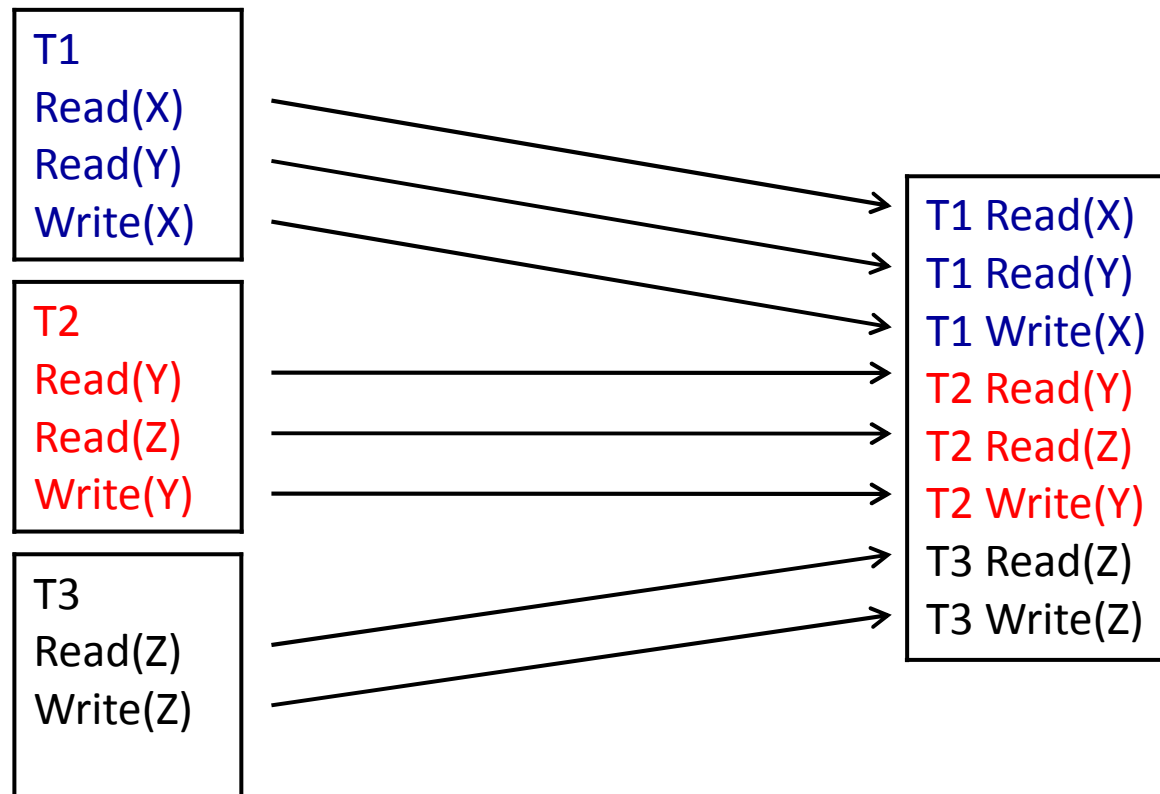 T1
Read(X)
Read(Y)
Write(X)
T2
Read(Y)
Read(Z)
Write(Y)
T3
Read(Z)
Write(Z)
T1 Read(X)
T1 Read(Y)
T1 Write(X)
T2 Read(Y)
T2 Read(Z)
T2 Write(Y)
T3 Read(Z)
T3 Write(Z)